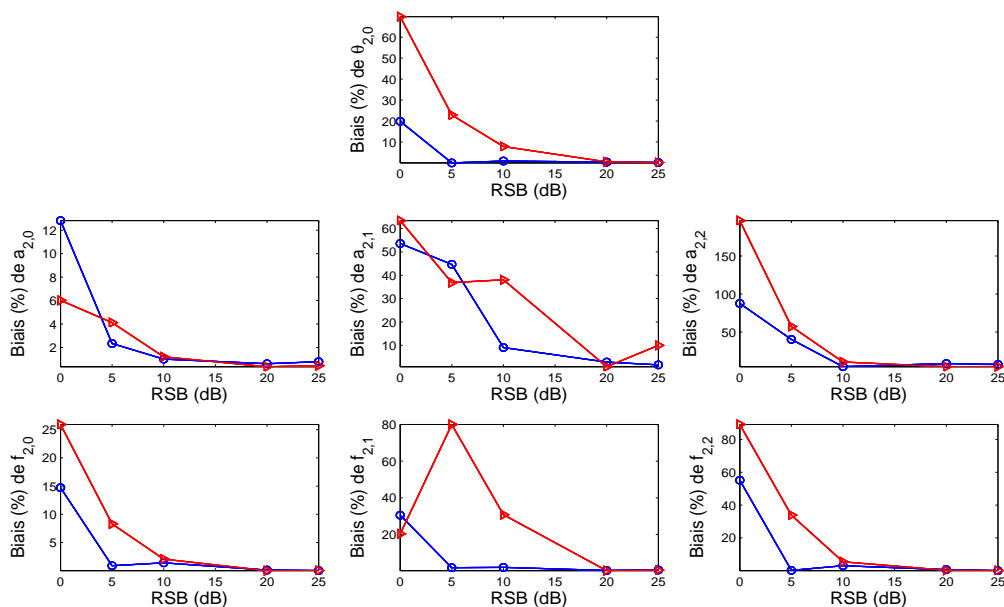 Biais (%) de θ2,0
60
50
40
30
20
10
0 5 10 15 20 25
RSB (dB)
Biais (%) de a2,0
12
10
8
6
4
2
0 5 10 15 20 25
RSB (dB)
Biais (%) de a2,1
60
50
40
30
20
10
0 5 10 15 20 25
RSB (dB)
Biais (%) de a2,2
150
100
50
0 5 10 15 20 25
RSB (dB)
Biais (%) de f2,0
25
20
15
10
5
0 5 10 15 20 25
RSB (dB)
Biais (%) de f2,1
80
60
40
20
0 5 10 15 20 25
RSB (dB)
Biais (%) de f2,2
80
60
40
20
0 5 10 15 20 25
RSB (dB)